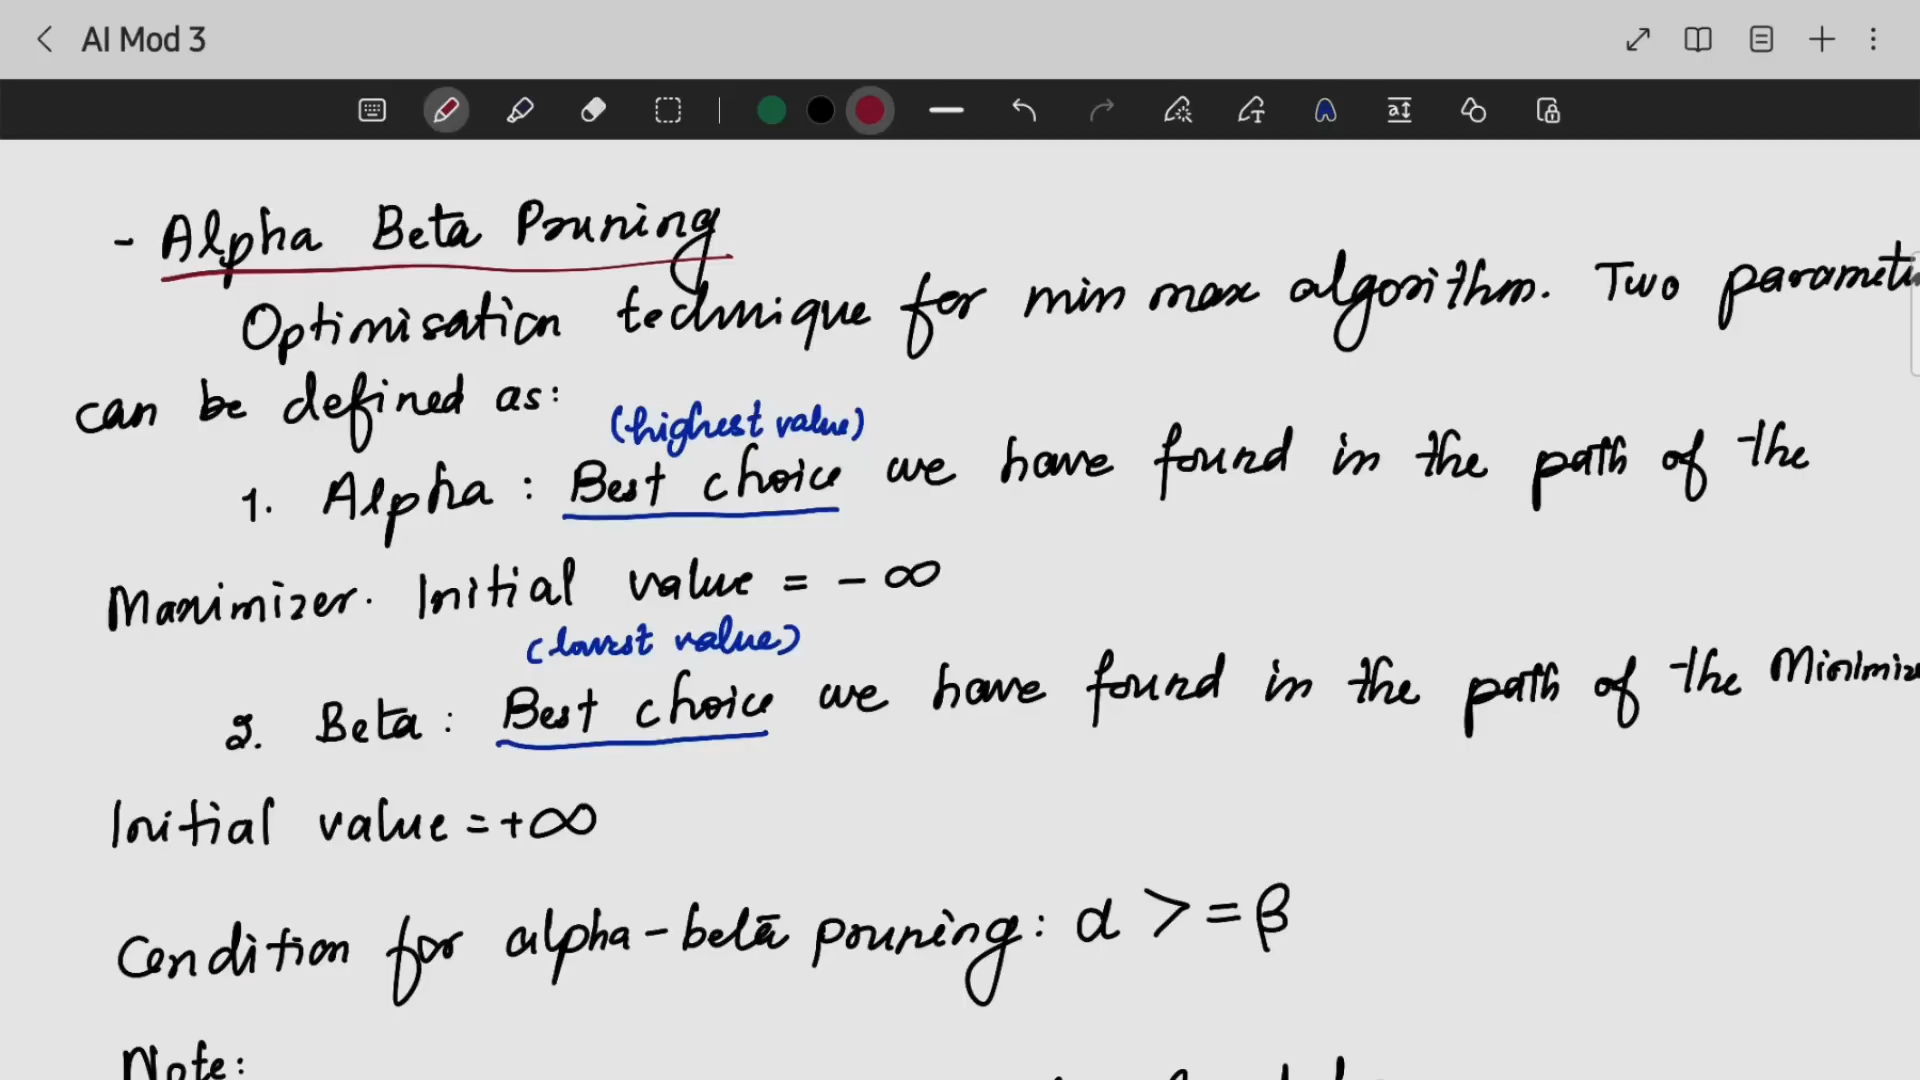 AI Mod 3
- Alpha Beta Pruning
Optimisation technique for min max algorithm. Two paramete
can be defined as:
(highest value)
1. Alpha : Best choice we have found in the path of the
Maximizer. Initial value = - ∞
(lowest value)
2. Beta : Best choice we have found in the path of the Minimize
Initial value = +∞
Condition for alpha-beta pruning: α >= β
Note: